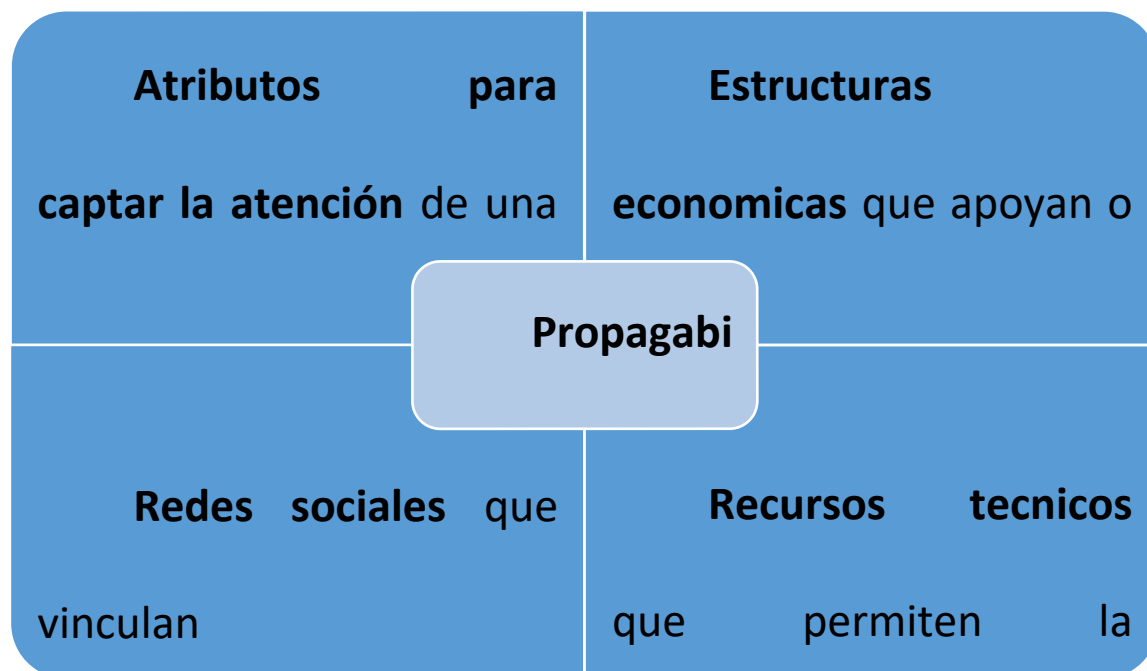 Atributos para
captar la atención de una
Estructuras
economicas que apoyan o
Propagabi
Redes sociales que
vinculan
Recursos tecnicos
que permiten la